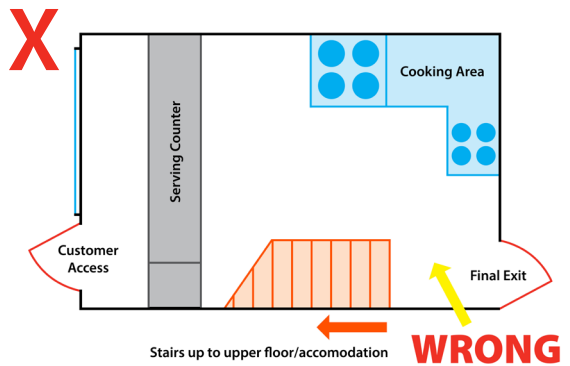 X
Cooking Area
Serving Counter
Customer
Access
Final Exit
Stairs up to upper floor/accomodation
WRONG